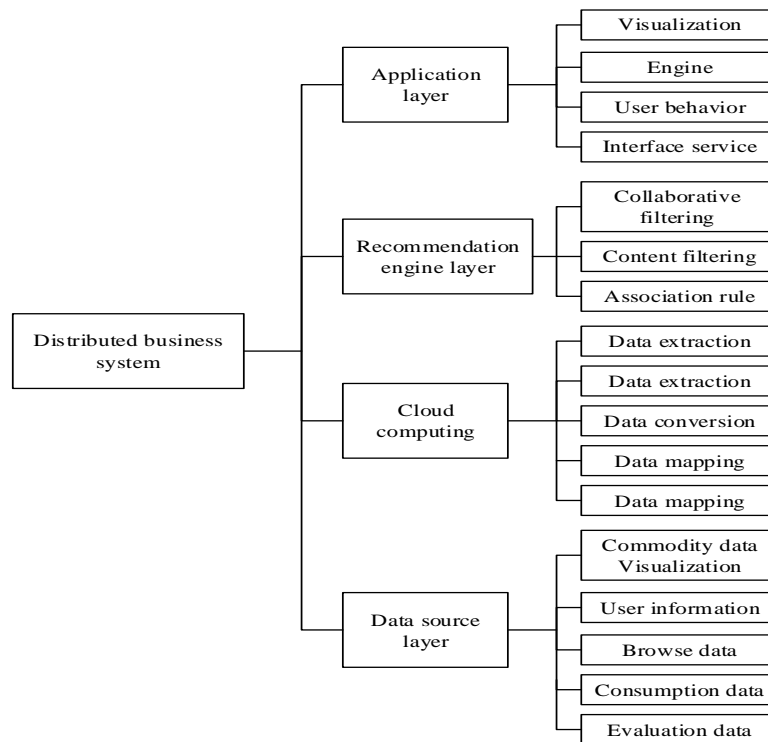 Distributed business
system
Application
layer
Visualization
Engine
User behavior
Interface service
Recommendation
engine layer
Collaborative
filtering
Content filtering
Association rule
Cloud
computing
Data extraction
Data extraction
Data conversion
Data mapping
Data mapping
Data source
layer
Commodity data
Visualization
User information
Browse data
Consumption data
Evaluation data